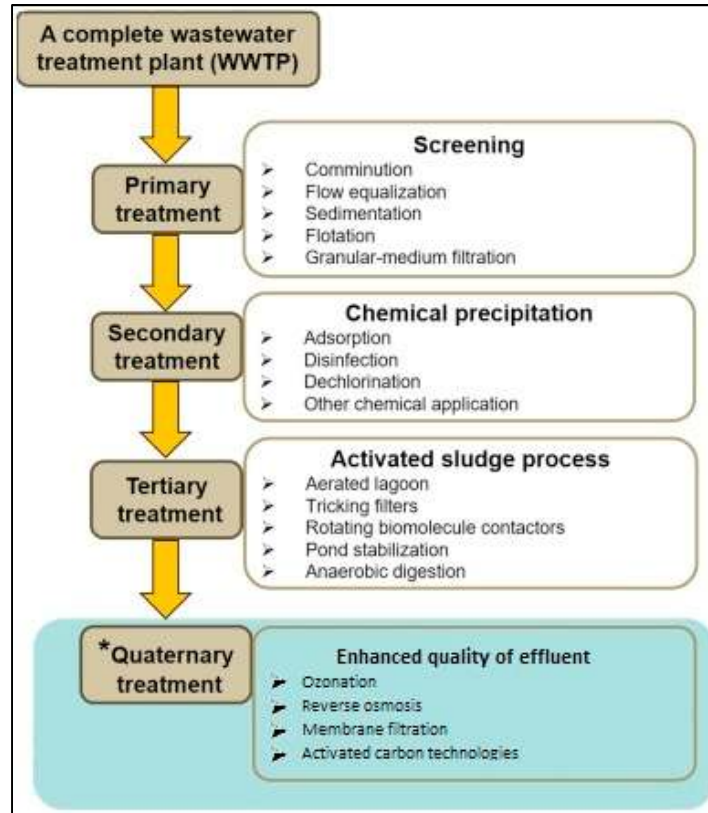 A complete wastewater
treatment plant (WWTP)
Primary
treatment
Screening
➤ Comminution
➤ Flow equalization
➤ Sedimentation
➤ Flotation
➤ Granular-medium filtration
Secondary
treatment
Chemical precipitation
➤ Adsorption
➤ Disinfection
➤ Dechlorination
➤ Other chemical application
Tertiary
treatment
Activated sludge process
➤ Aerated lagoon
➤ Tricking filters
➤ Rotating biomolecule contactors
➤ Pond stabilization
➤ Anaerobic digestion
*Quaternary
treatment
Enhanced quality of effluent
➤ Ozonation
➤ Reverse osmosis
➤ Membrane filtration
➤ Activated carbon technologies